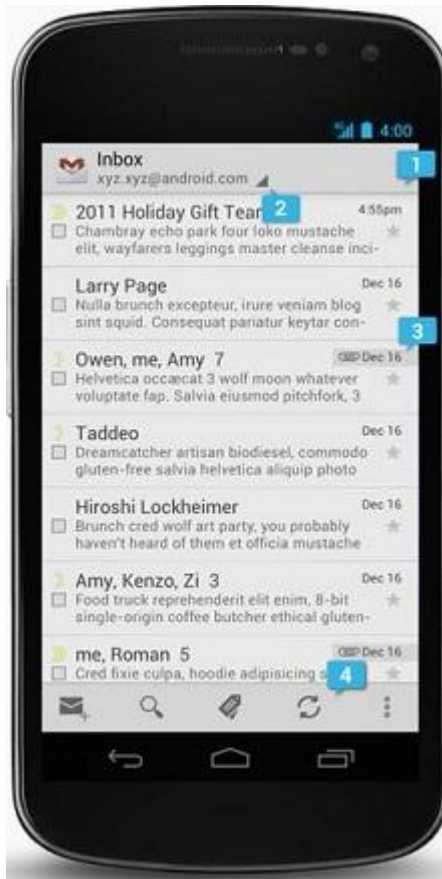 4G 4:00
Inbox 1
xyz.xyz@android.com 2
2011 Holiday Gift Tear 4:55pm
Chambray echo park four loko mustache
elit, wayfarers leggings master cleanse inci-
Larry Page Dec 16
Nulla brunch excepteur, irure veniam blog
sint squid. Consequat pariatur keytar con-
3
Owen, me, Amy 7 Dec 16
Helvetica occæcat 3 wolf moon whatever
voluptate fap. Salvia eiusmod pitchfork, 3
Taddeo Dec 16
Dreamcatcher artisan biodiesel, commodo
gluten-free salvia helvetica aliquip photo
Hiroshi Lockheimer Dec 16
Brunch cred wolf art party, you probably
haven't heard of them et officia mustache
Amy, Kenzo, Zi 3 Dec 16
Food truck reprehenderit elit enim, 8-bit
single-origin coffee butcher ethical gluten-
me, Roman 5 Dec 16
Cred fixie culpa, hoodie adipisicing s
4